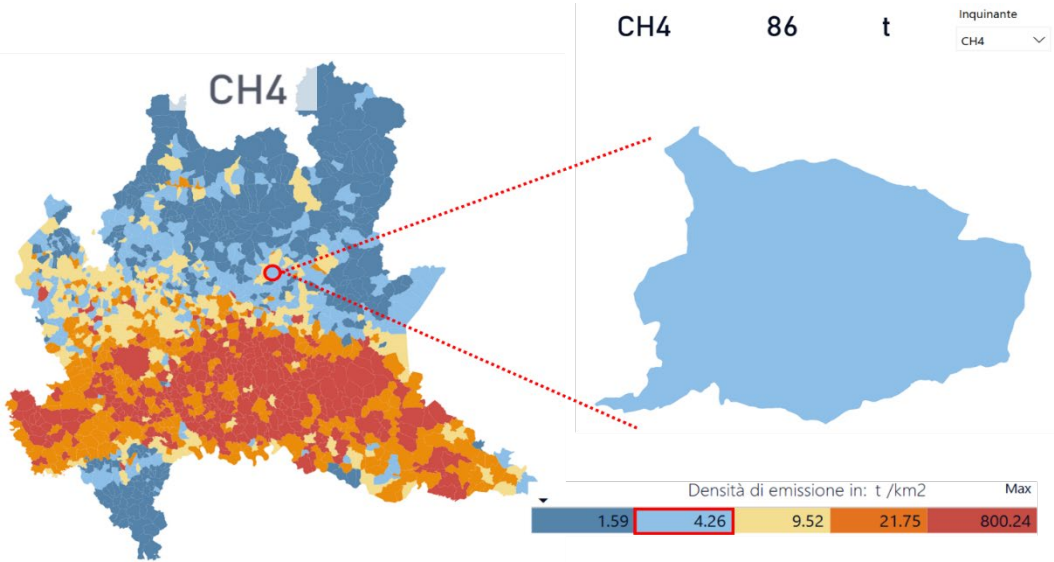 CH4
CH4 86 t
Inquinante
CH4
Densità di emissione in: t /km2 Max
1.59 4.26 9.52 21.75 800.24